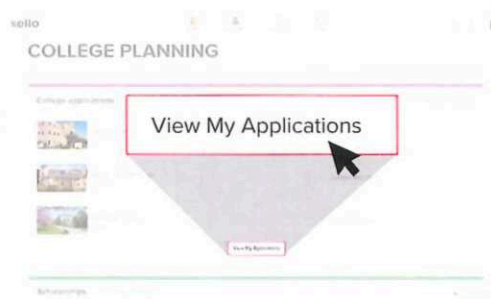 xello
COLLEGE PLANNING
College applications
View My Applications
View My Applications
Scholarships